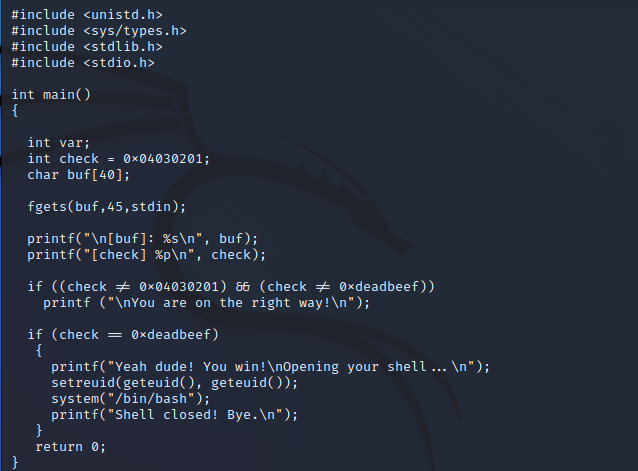 #include <unistd.h>
#include <sys/types.h>
#include <stdlib.h>
#include <stdio.h>

int main()
{

  int var;
  int check = 0x04030201;
  char buf[40];

  fgets(buf,45,stdin);

  printf("\n[buf]: %s\n", buf);
  printf("[check] %p\n", check);

  if ((check != 0x04030201) && (check != 0xdeadbeef))
    printf ("\nYou are on the right way!\n");

  if (check == 0xdeadbeef)
   {
     printf("Yeah dude! You win!\nOpening your shell...\n");
     setreuid(geteuid(), geteuid());
     system("/bin/bash");
     printf("Shell closed! Bye.\n");
   }
   return 0;
}